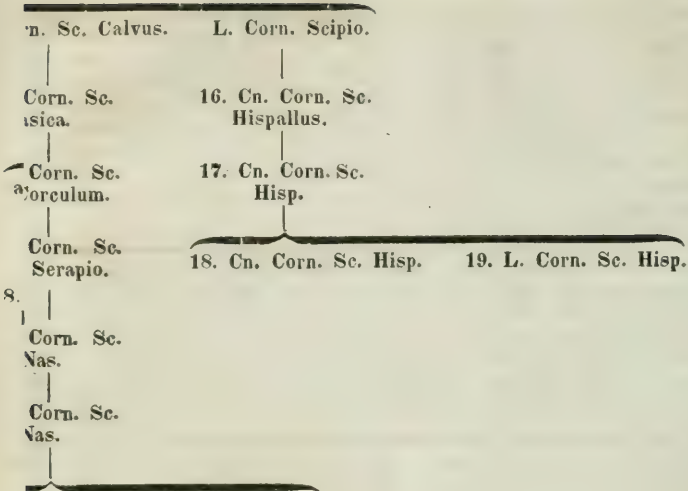 n. Sc. Calvus. L. Corn. Scipio.
Corn. Sc. 16. Cn. Corn. Sc.
sica. Hispallus.
Corn. Sc. 17. Cn. Corn. Sc.
orculum. Hisp.
Corn. Sc. 18. Cn. Corn. Sc. Hisp. 19. L. Corn. Sc. Hisp.
Serapio.
8.
Corn. Sc.
Nas.
Corn. Sc.
Nas.